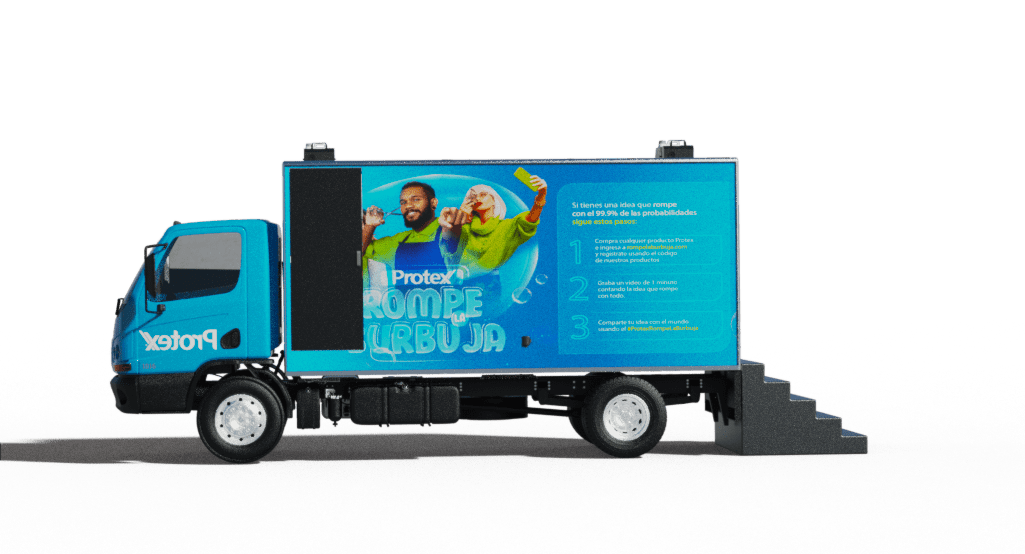 Protex
Protex
ROMPE
LA
BURBUJA
Si tienes una idea que rompe
con el 99.9% de las probabilidades
sigue estos pasos:
1
Compra cualquier producto Protex
e ingresa a rompelaburbuja.com
y regístrate usando el código
de nuestros productos
2
Graba un video de 1 minuto
contando la idea que rompe
con todo.
3
Comparte tu idea con el mundo
usando el #ProtexRompeLaBurbuja